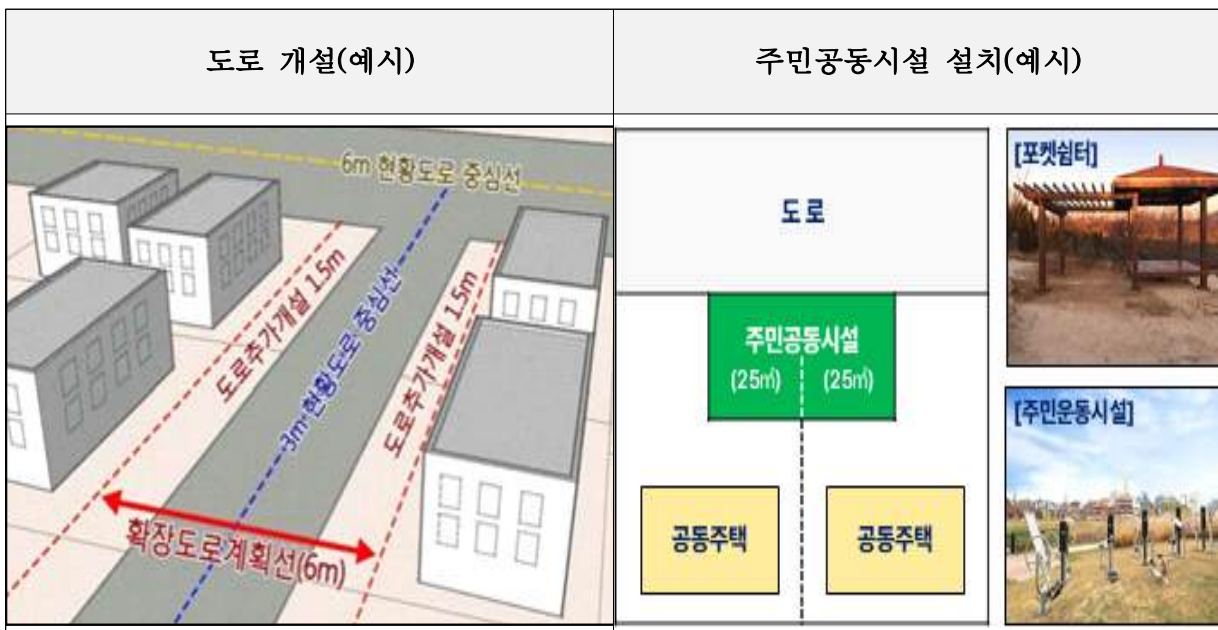 도로 개설(예시)
주민공동시설 설치(예시)
6m 현황도로 중심선
도로추가개설 1.5m
3m 현황도로 중심선
도로추가개설 1.5m
확장도로계획선(6m)
도로
주민공동시설
(25㎡) (25㎡)
공동주택 공동주택
[포켓쉼터]
[주민운동시설]